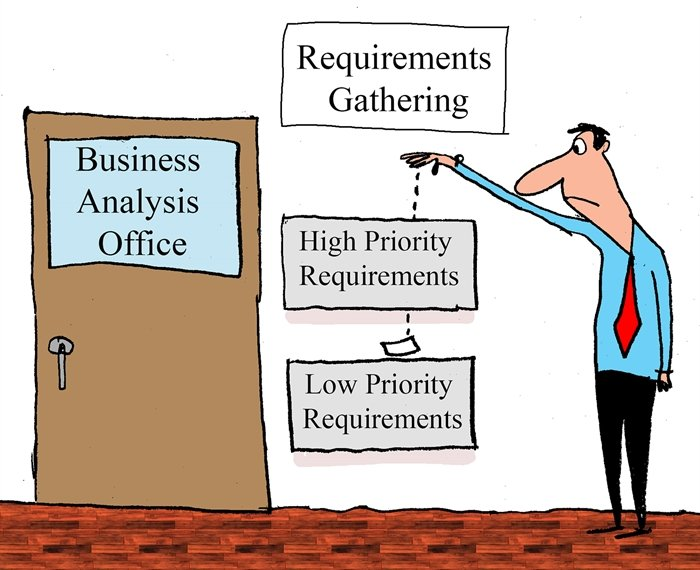 Requirements
Gathering
Business
Analysis
Office
High Priority
Requirements
Low Priority
Requirements